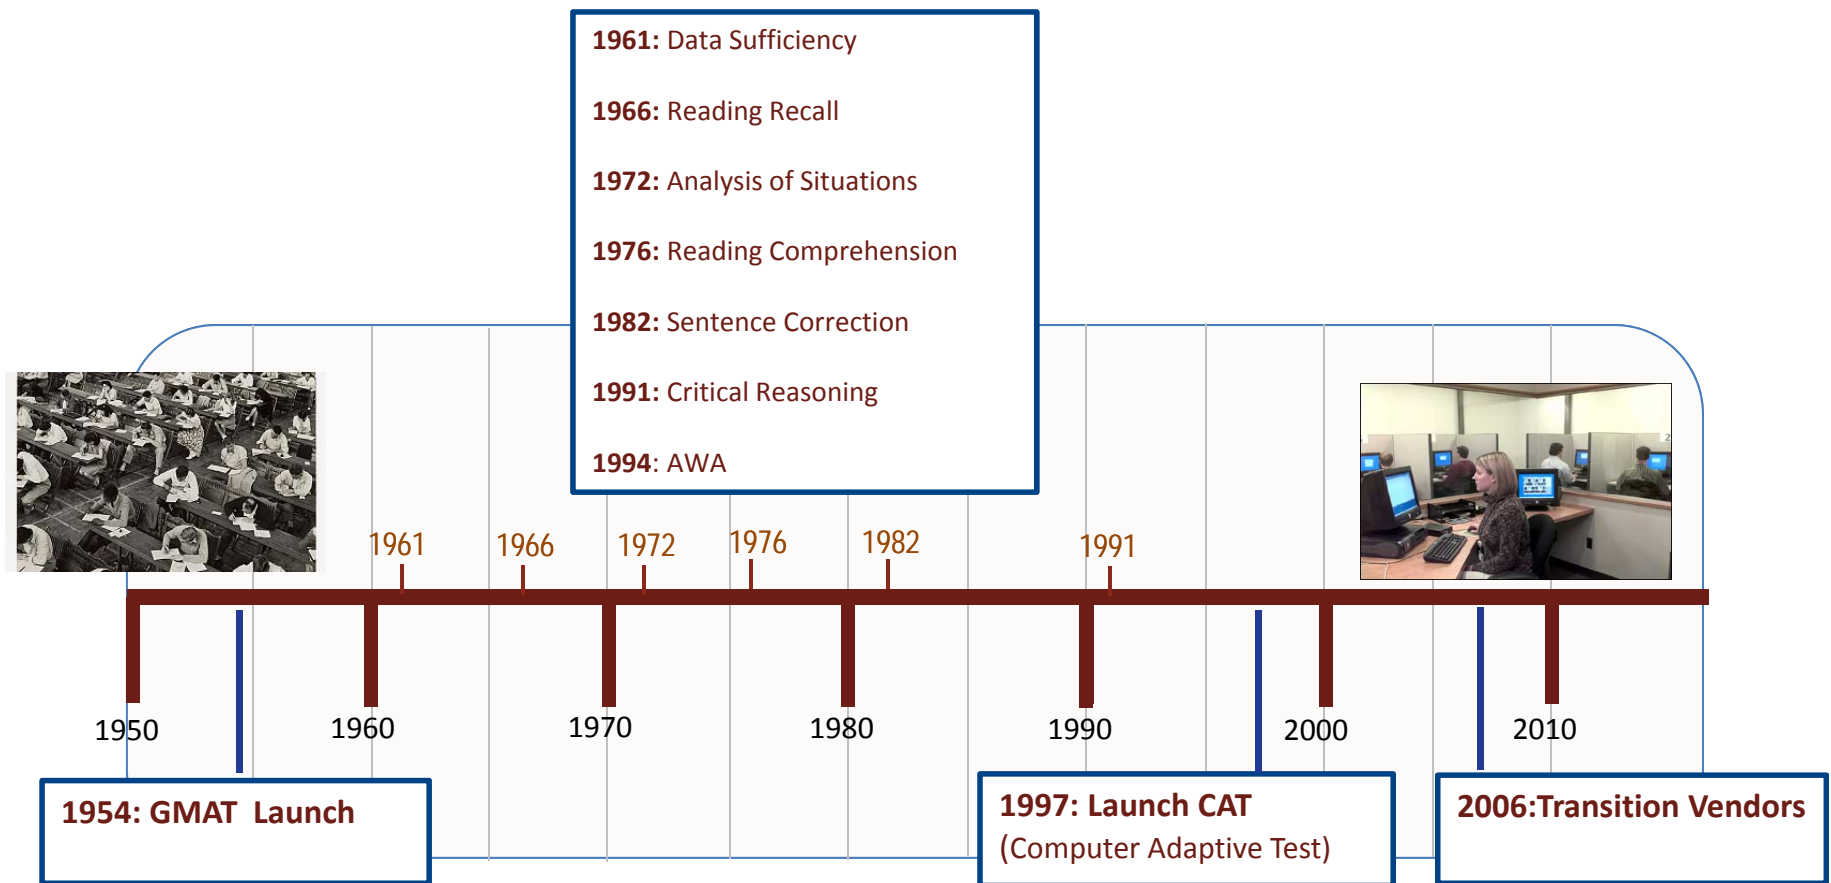 1961: Data Sufficiency
1966: Reading Recall
1972: Analysis of Situations
1976: Reading Comprehension
1982: Sentence Correction
1991: Critical Reasoning
1994: AWA
1961 1966 1972 1976 1982 1991
1950 1960 1970 1980 1990 2000 2010
1954: GMAT  Launch
1997: Launch CAT
(Computer Adaptive Test)
2006:Transition Vendors